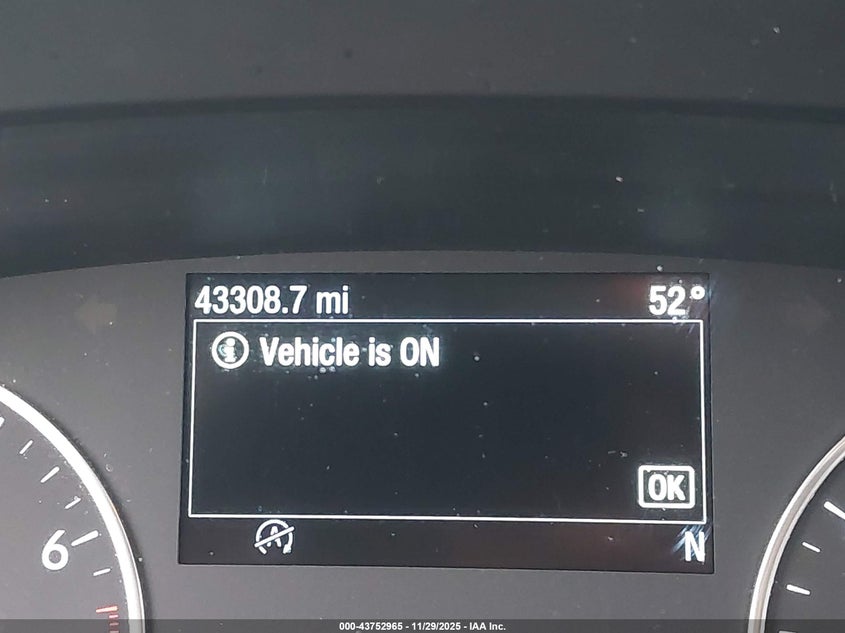 43308.7 mi 52°
i Vehicle is ON
OK
A
6
N
000-43752965 - 11/29/2025 - IAA Inc.